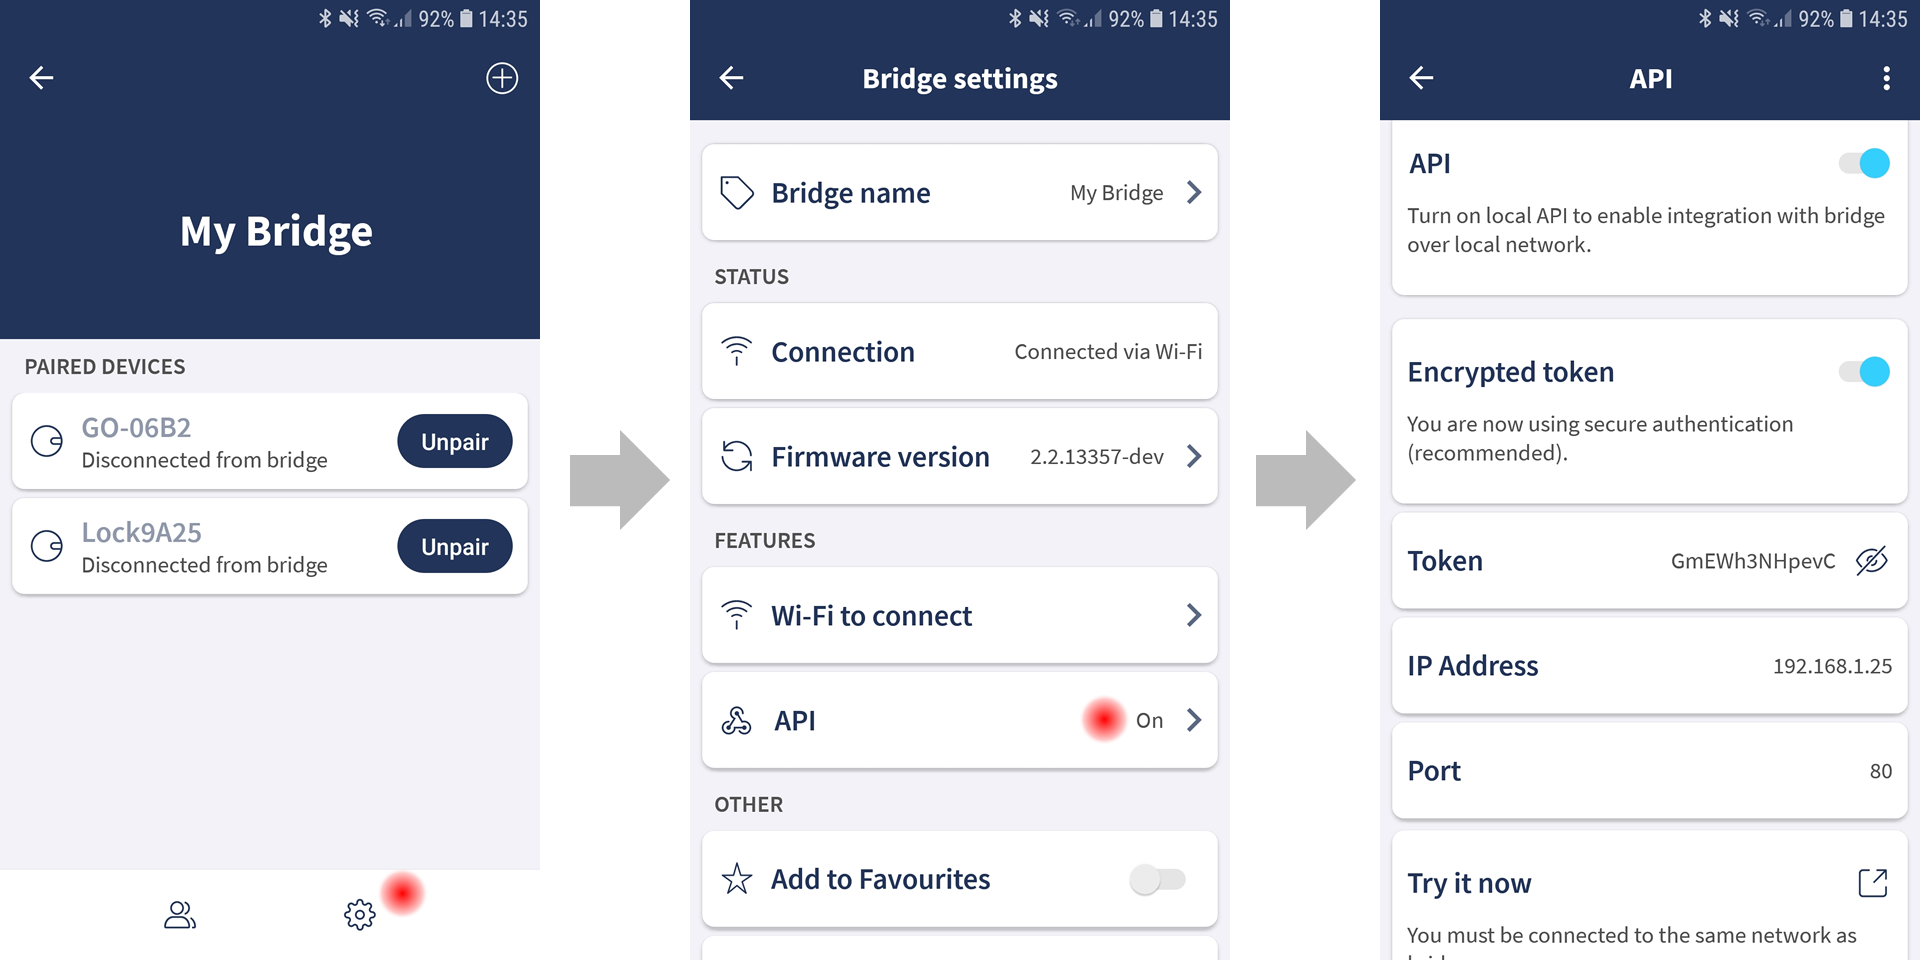 92% 14:35
My Bridge
PAIRED DEVICES
GO-06B2
Disconnected from bridge
Unpair
Lock9A25
Disconnected from bridge
Unpair
92% 14:35
Bridge settings
Bridge name My Bridge
STATUS
Connection Connected via Wi-Fi
Firmware version 2.2.13357-dev
FEATURES
Wi-Fi to connect
API On
OTHER
Add to Favourites
92% 14:35
API
API
Turn on local API to enable integration with bridge
over local network.
Encrypted token
You are now using secure authentication
(recommended).
Token GmEWh3NHpevC
IP Address 192.168.1.25
Port 80
Try it now
You must be connected to the same network as